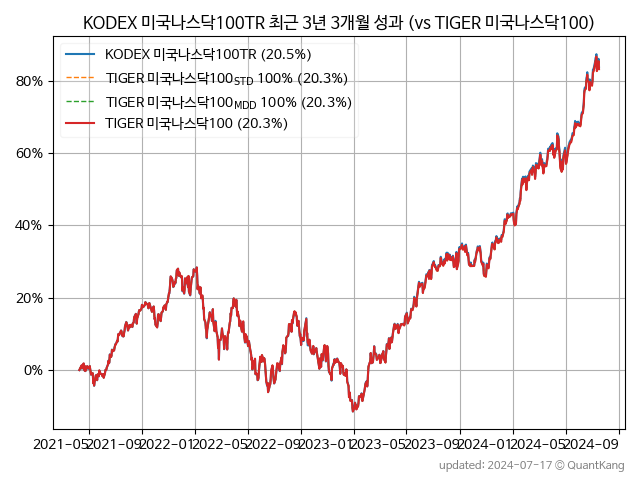 KODEX 미국나스닥100TR 최근 3년 3개월 성과 (vs TIGER 미국나스닥100)
KODEX 미국나스닥100TR (20.5%)
TIGER 미국나스닥100STD 100% (20.3%)
TIGER 미국나스닥100MDD 100% (20.3%)
TIGER 미국나스닥100 (20.3%)
80%
60%
40%
20%
0%
2021-05 2021-09 2022-01 2022-05 2022-09 2023-01 2023-05 2023-09 2024-01 2024-05 2024-09
updated: 2024-07-17 © QuantKang